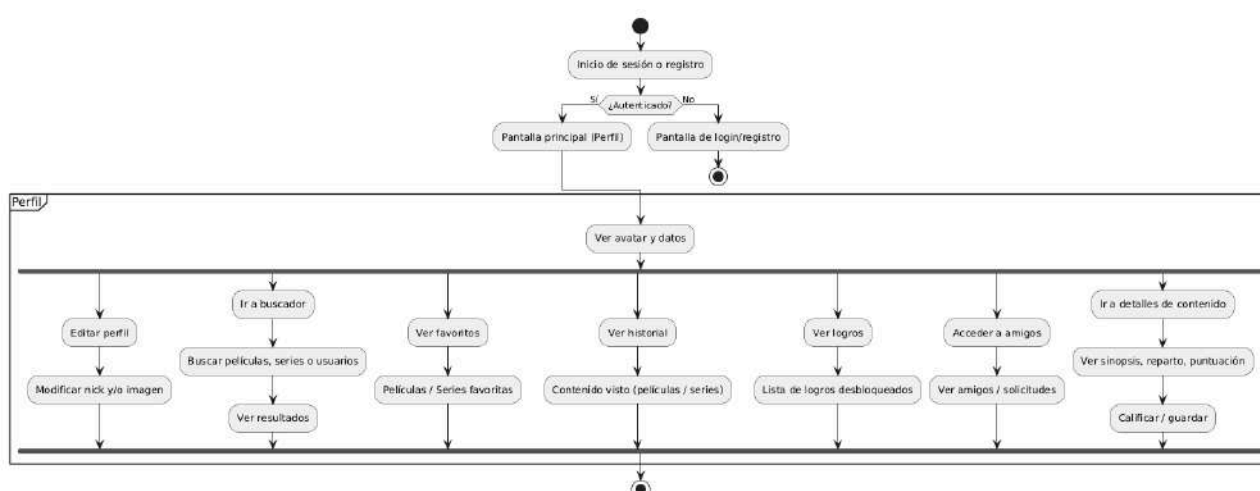 Inicio de sesión o registro
Sí
¿Autenticado?
No
Pantalla principal (Perfil)
Pantalla de login/registro
Perfil
Ver avatar y datos
Editar perfil
Modificar nick y/o imagen
Ir a buscador
Buscar películas, series o usuarios
Ver resultados
Ver favoritos
Películas / Series favoritas
Ver historial
Contenido visto (películas / series)
Ver logros
Lista de logros desbloqueados
Acceder a amigos
Ver amigos / solicitudes
Ir a detalles de contenido
Ver sinopsis, reparto, puntuación
Calificar / guardar